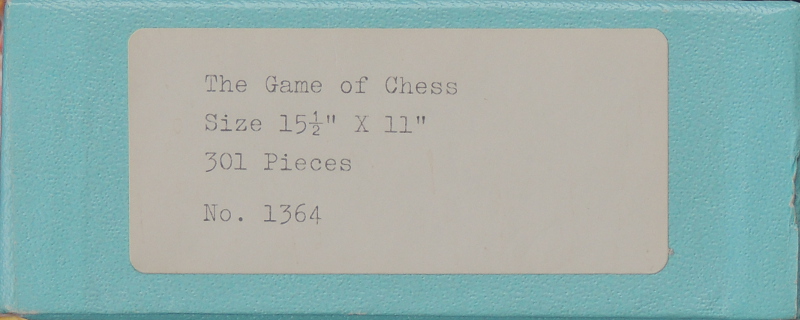 The Game of Chess
Size 15½" X 11"
301 Pieces
No. 1364